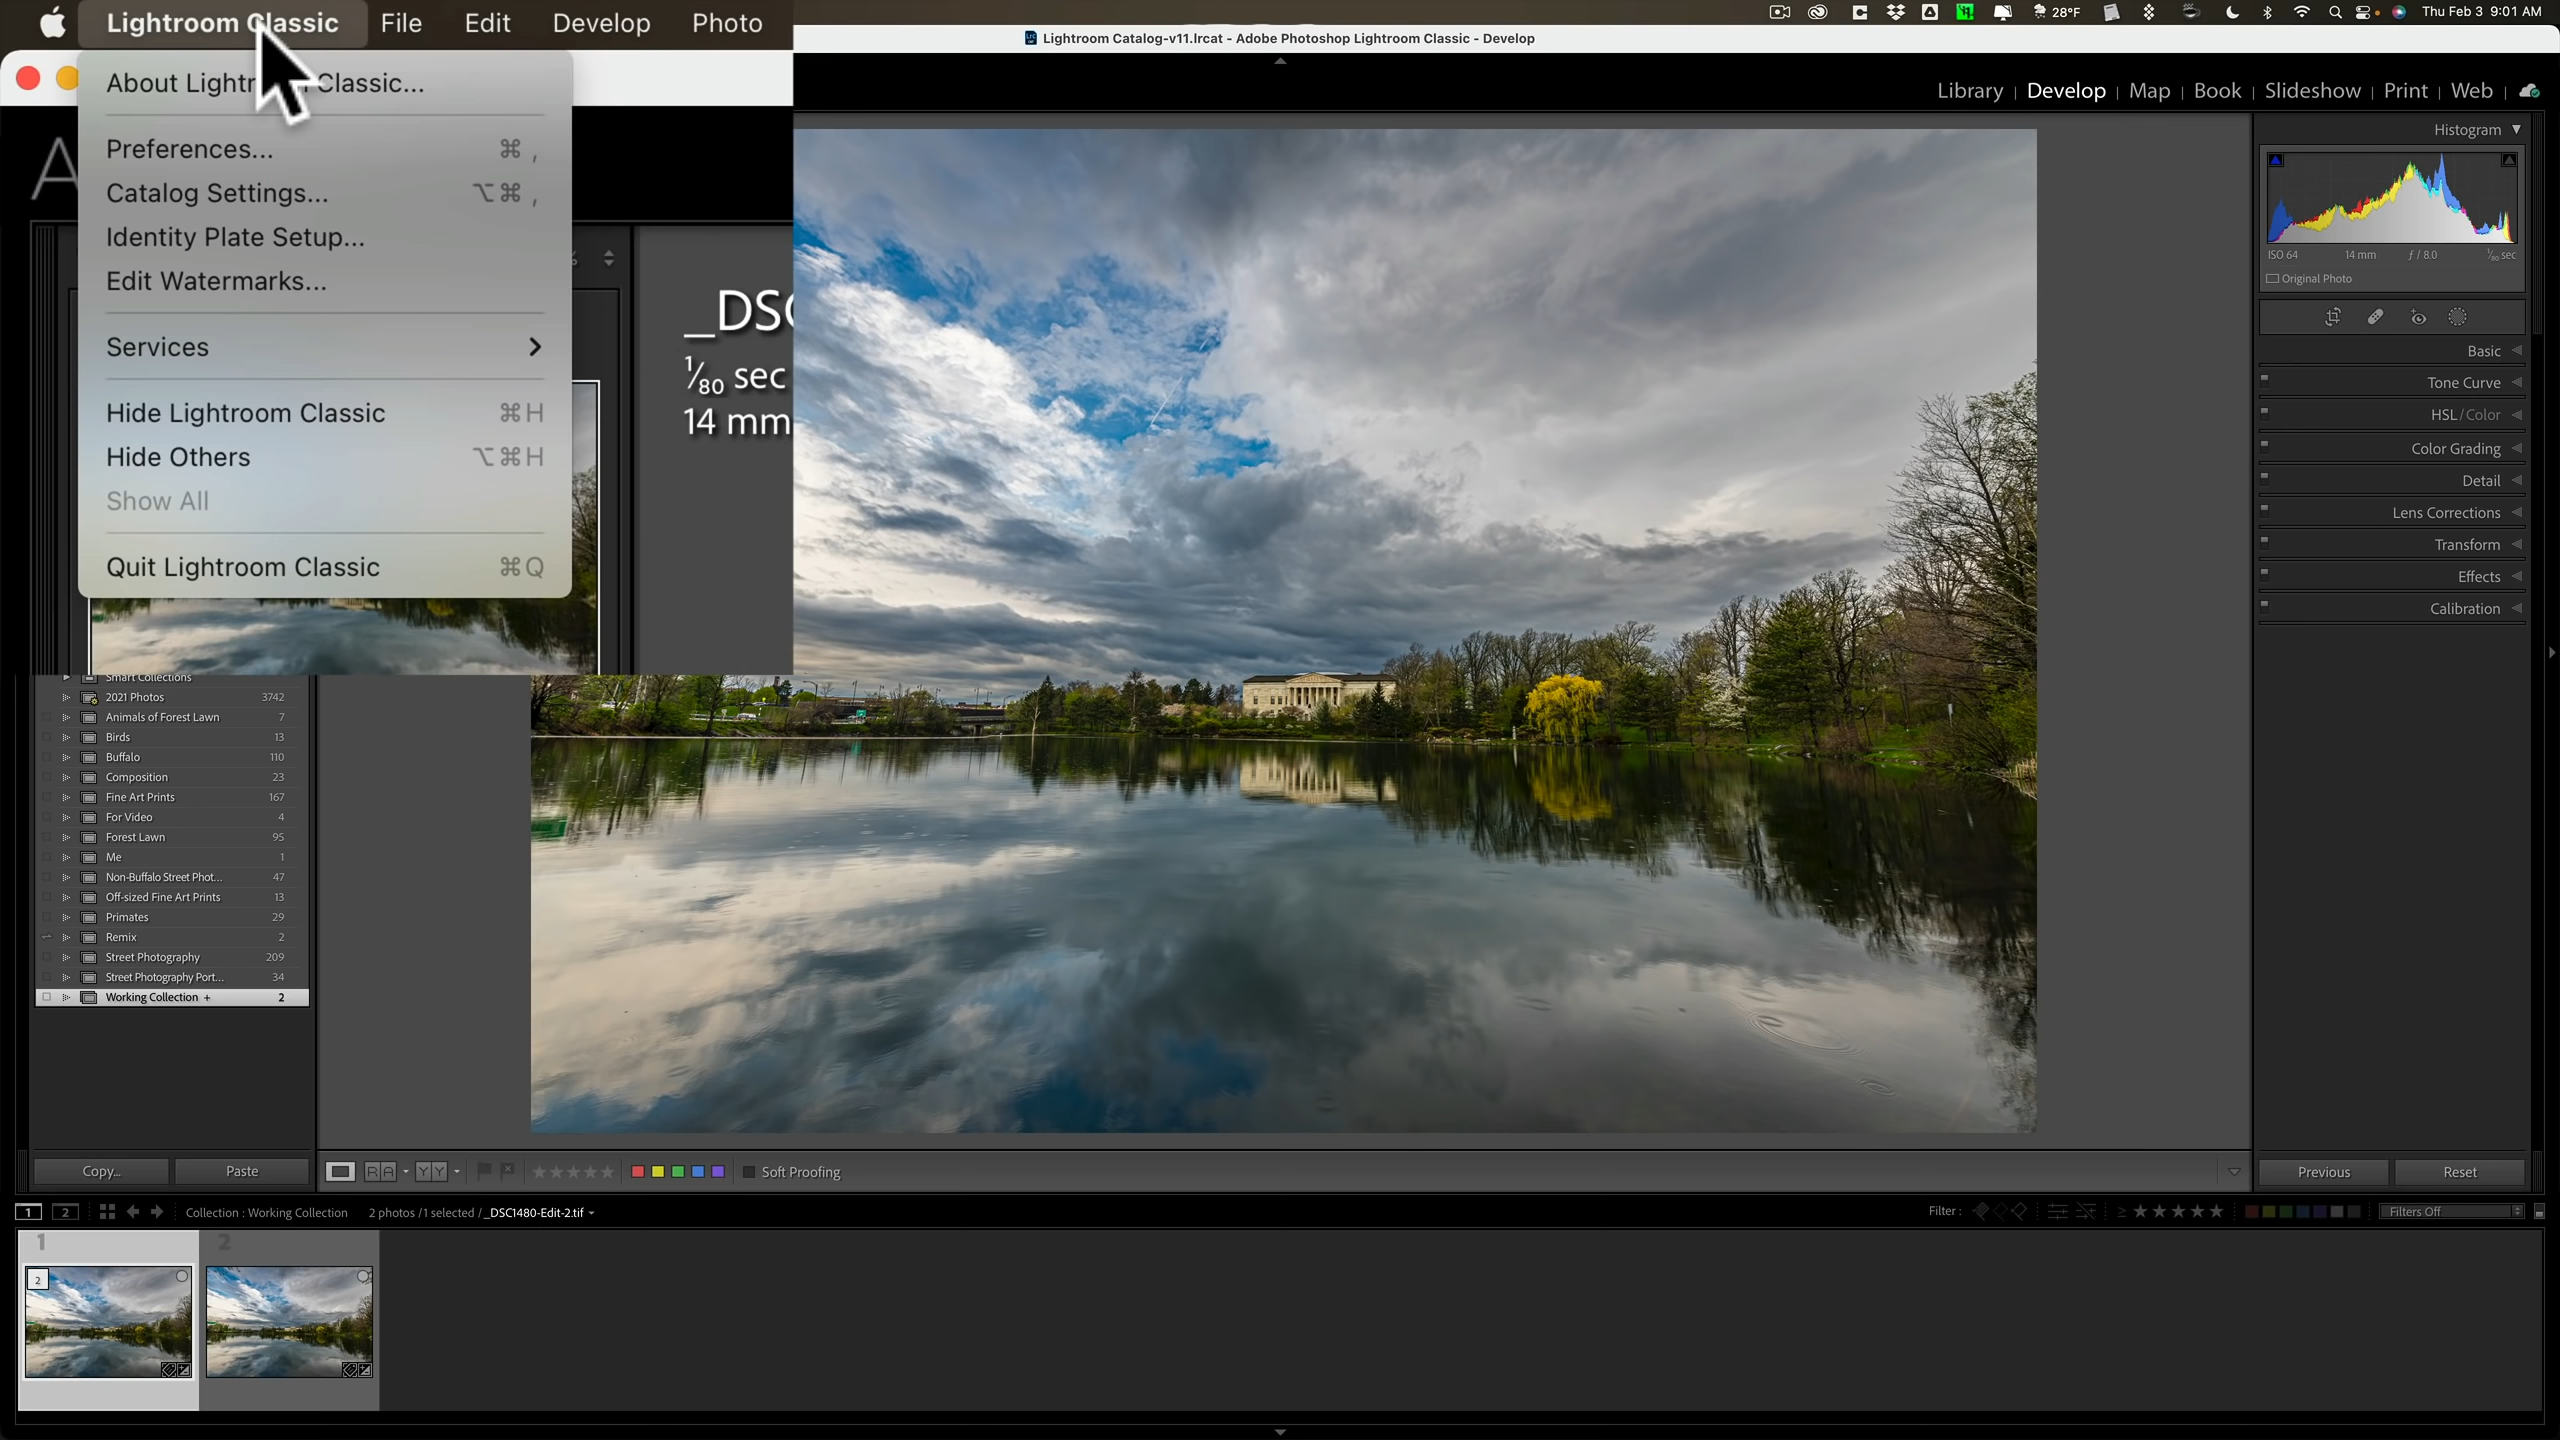 Lightroom Classic File Edit Develop Photo
28°F Thu Feb 3 9:01 AM
Lightroom Catalog-v11.lrcat - Adobe Photoshop Lightroom Classic - Develop
About Lightr Classic...
Preferences... ⌘ ,
Catalog Settings... ⌥⌘ ,
Identity Plate Setup...
Edit Watermarks...
Services
Hide Lightroom Classic ⌘H
Hide Others ⌥⌘H
Show All
Quit Lightroom Classic ⌘Q
_DSC
1/80 sec
14 mm
Library | Develop | Map | Book | Slideshow | Print | Web
Histogram
ISO 64 14 mm ƒ / 8.0 1/80 sec
Original Photo
Basic
Tone Curve
HSL / Color
Color Grading
Detail
Lens Corrections
Transform
Effects
Calibration
Smart Collections
2021 Photos 3742
Animals of Forest Lawn 7
Birds 13
Buffalo 110
Composition 23
Fine Art Prints 167
For Video 4
Forest Lawn 95
Me 1
Non-Buffalo Street Phot... 47
Off-sized Fine Art Prints 13
Primates 29
Remix 2
Street Photography 209
Street Photography Port... 34
Working Collection + 2
Copy... Paste
R A Y Y Soft Proofing
Previous Reset
1 2 Collection : Working Collection 2 photos / 1 selected / _DSC1480-Edit-2.tif
Filter : ≥ Filters Off
1 2
2